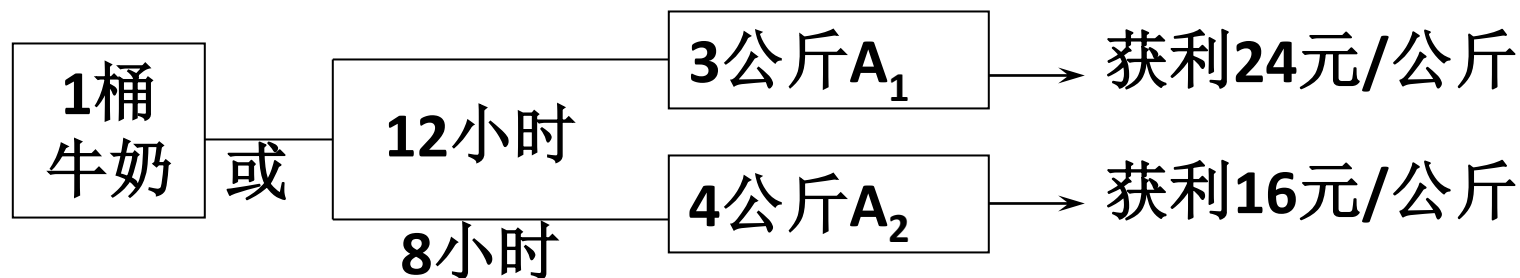 1桶
牛奶
或
12小时
8小时
3公斤A₁
获利24元/公斤
4公斤A₂
获利16元/公斤